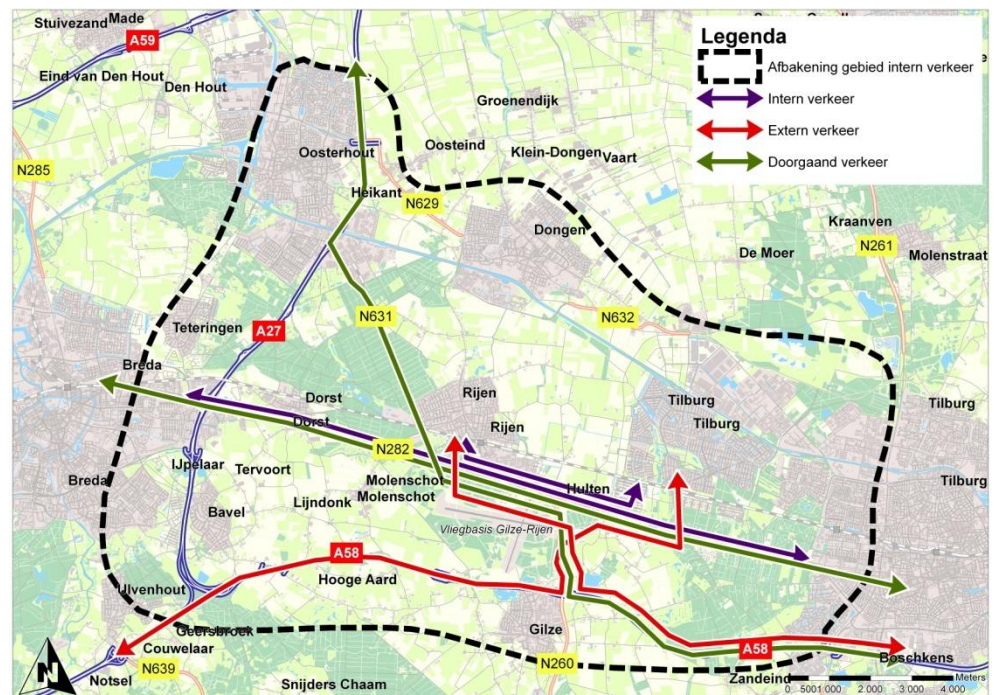 Made
Stuivezand
A59
Eind van Den Hout
Den Hout
N285
Groenendijk
Oosterhout
Oosteind
Klein-Dongen
Vaart
Heikant
N629
Dongen
De Moer
Kraanven
N261
Molenstraat
Legenda
Afbakening gebied intern verkeer
Intern verkeer
Extern verkeer
Doorgaand verkeer
Teteringen
A27
N631
N632
Breda
Dorst
Dorst
Rijen
Rijen
Tilburg
Tilburg
Tilburg
Tilburg
N282
Breda
IJpelaar
Tervoort
Molenschot
Molenschot
Hulten
Lijndonk
Bavel
Vliegbasis Gilze-Rijen
A58
Hooge Aard
Ulvenhout
Geersbroek
Couwelaar
N639
Notsel
Gilze
N260
Snijders Chaam
A58
Boschkens
Zandeind
Meters
0 500 1.000 2.000 3.000 4.000
N